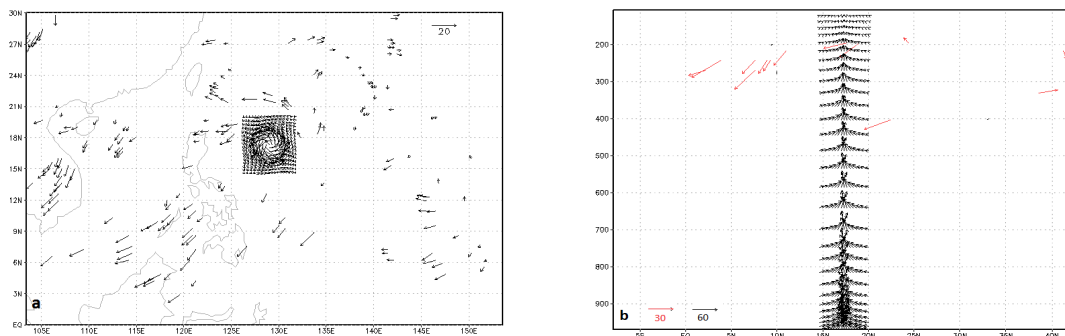 30N
27N
24N
21N
18N
15N
12N
9N
6N
3N
EQ
105E 110E 115E 120E 125E 130E 135E 140E 145E 150E
20
a
200
300
400
500
600
700
800
900
5S EQ 5N 10N 15N 20N 25N 30N 35N 40N
b
30 60